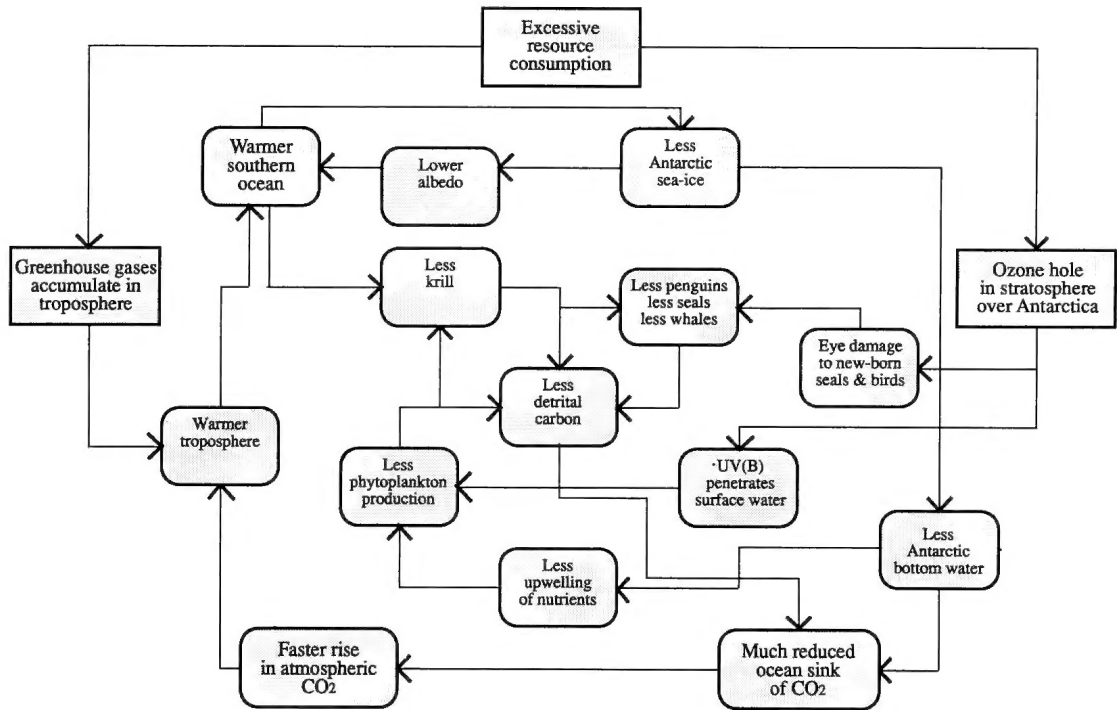 Excessive
resource
consumption
Warmer
southern
ocean
Lower
albedo
Less
Antarctic
sea-ice
Greenhouse gases
accumulate in
troposphere
Less
krill
Less penguins
less seals
less whales
Ozone hole
in stratosphere
over Antarctica
Eye damage
to new-born
seals & birds
Less
detrital
carbon
Warmer
troposphere
Less
phytoplankton
production
·UV(B)
penetrates
surface water
Less
Antarctic
bottom water
Less
upwelling
of nutrients
Faster rise
in atmospheric
CO2
Much reduced
ocean sink
of CO2